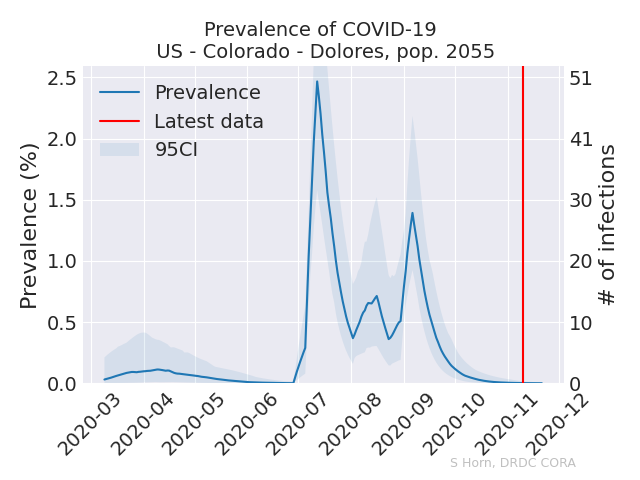 Prevalence of COVID-19
US - Colorado - Dolores, pop. 2055
Prevalence (%)
2.5
2.0
1.5
1.0
0.5
0.0
Prevalence
Latest data
95CI
51
41
30
20
10
0
# of infections
2020-03
2020-04
2020-05
2020-06
2020-07
2020-08
2020-09
2020-10
2020-11
2020-12
S Horn, DRDC CORA